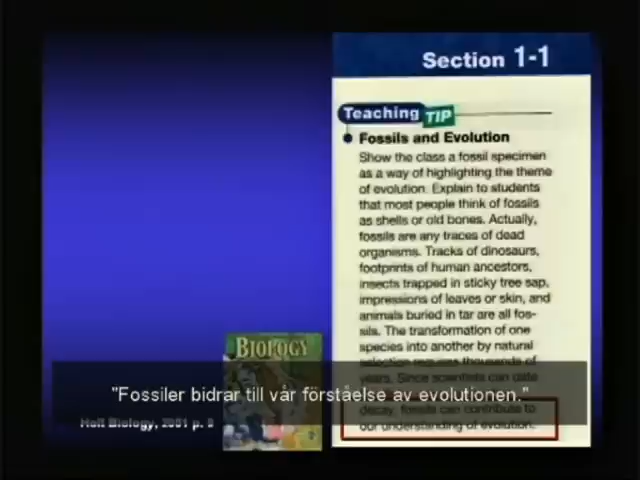 Section 1-1
Teaching TIP
Fossils and Evolution
Show the class a fossil specimen
as a way of highlighting the theme
of evolution. Explain to students
that most people think of fossils
as shells or old bones. Actually,
fossils are any traces of dead
organisms. Tracks of dinosaurs,
footprints of human ancestors,
insects trapped in sticky tree sap,
impressions of leaves or skin, and
animals buried in tar are all fos-
sils. The transformation of one
species into another by natural
selection requires thousands of
years. Since scientists can date
decay, fossils can contribute to
our understanding of evolution.
BIOLOGY
"Fossiler bidrar till vår förståelse av evolutionen."
Holt Biology, 2001 p.